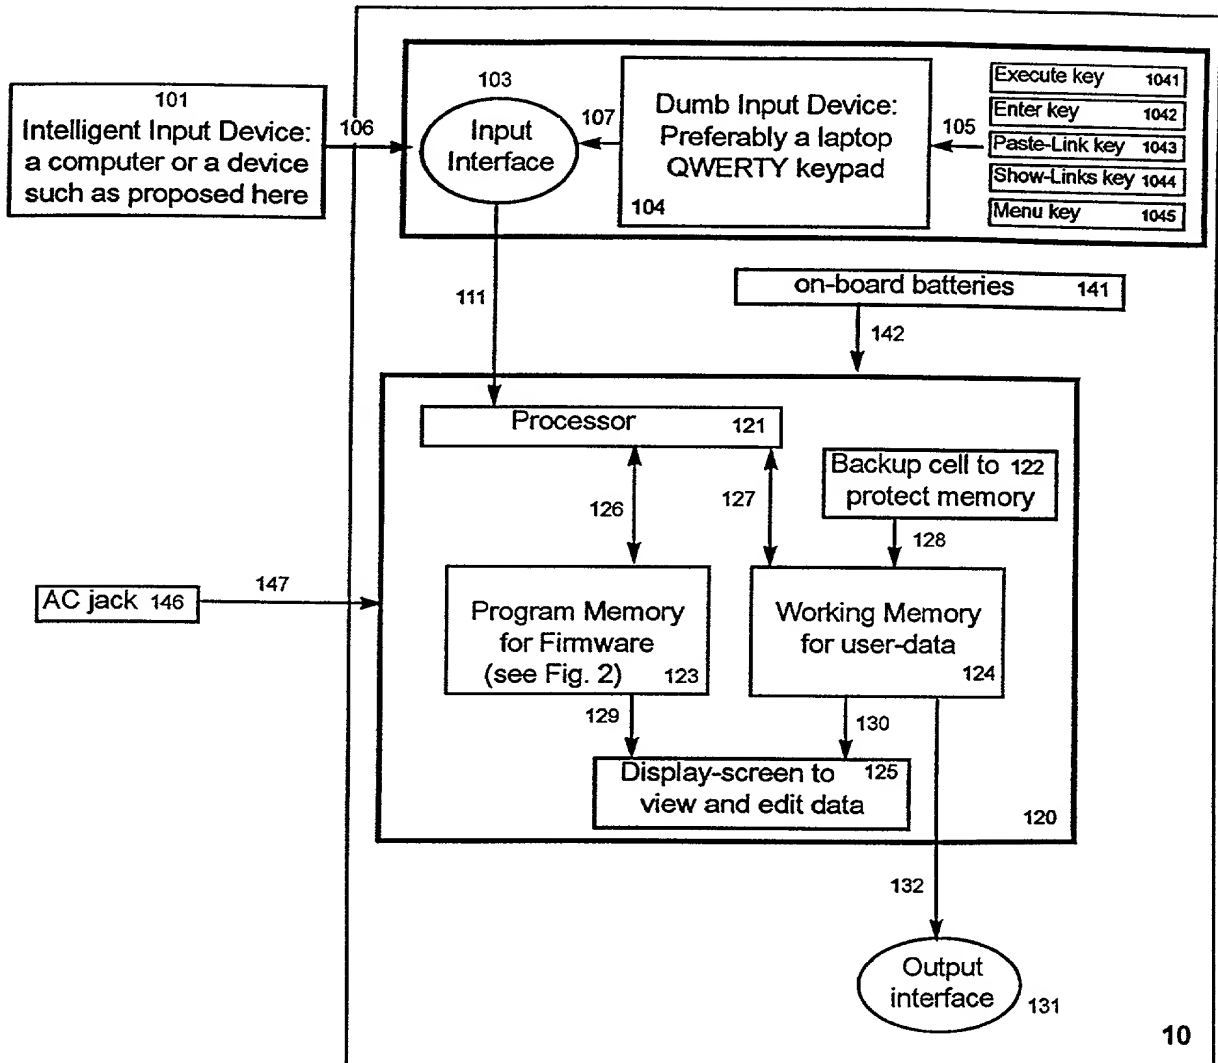 101
Intelligent Input Device:
a computer or a device
such as proposed here
106
103
Input
Interface
107
Dumb Input Device:
Preferably a laptop
QWERTY keypad
104
105
Execute key 1041
Enter key 1042
Paste-Link key 1043
Show-Links key 1044
Menu key 1045
111
on-board batteries 141
142
Processor 121
126
127
Backup cell to 122
protect memory
128
AC jack 146
147
Program Memory
for Firmware
(see Fig. 2) 123
Working Memory
for user-data
124
129
130
Display-screen to 125
view and edit data
120
132
Output
interface
131
10